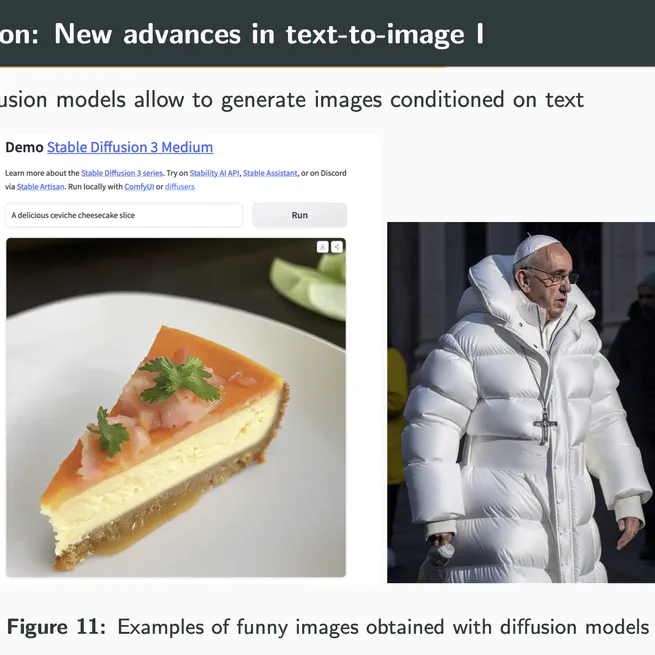 on: New advances in text-to-image I
usion models allow to generate images conditioned on text
Demo Stable Diffusion 3 Medium
Learn more about the Stable Diffusion 3 series. Try on Stability AI API, Stable Assistant, or on Discord
via Stable Artisan. Run locally with ComfyUI or diffusers
A delicious ceviche cheesecake slice
Run
Figure 11: Examples of funny images obtained with diffusion models